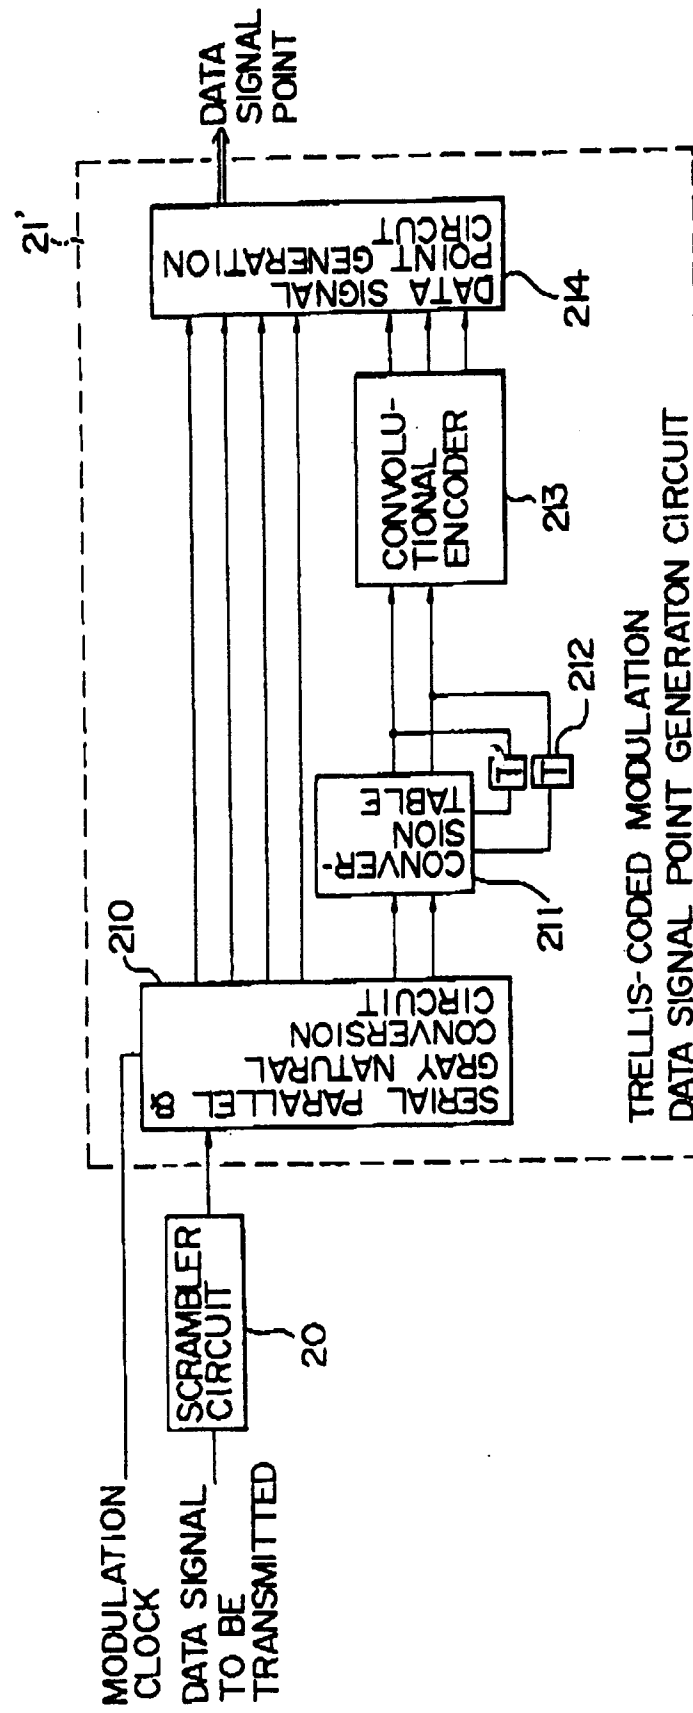 MODULATION
CLOCK
DATA SIGNAL
TO BE
TRANSMITTED
SCRAMBLER
CIRCUIT
20
210
SERIAL PARALLEL &
GRAY NATURAL
CONVERSION
CIRCUIT
CONVER-
SION
TABLE
211
T
T
212
CONVOLU-
TIONAL
ENCODER
213
DATA SIGNAL
POINT GENERATION
CIRCUT
214
21'
DATA
SIGNAL
POINT
TRELLIS-CODED MODULATION
DATA SIGNAL POINT GENERATON CIRCUIT